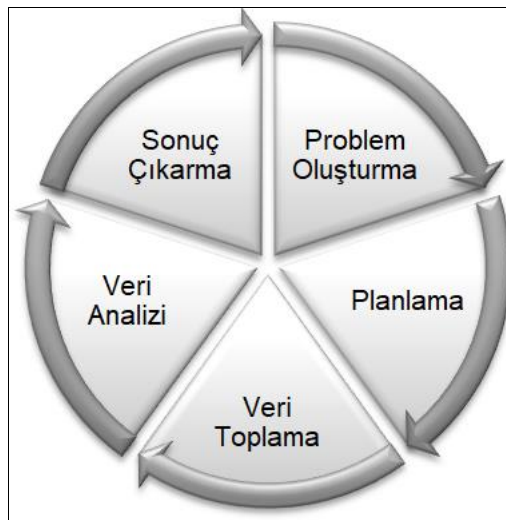 Problem
Oluşturma
Planlama
Veri
Toplama
Veri
Analizi
Sonuç
Çıkarma